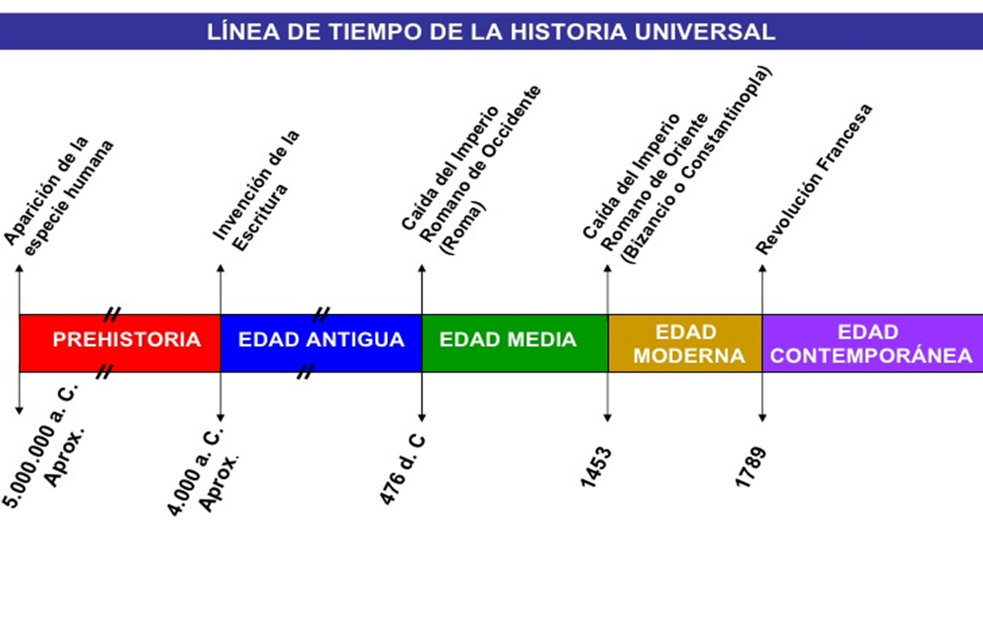 LÍNEA DE TIEMPO DE LA HISTORIA UNIVERSAL
Aparición de la
especie humana
Invención de la
Escritura
Caída del Imperio
Romano de Occidente
(Roma)
Caída del Imperio
Romano de Oriente
(Bizancio o Constantinopla)
Revolución Francesa
PREHISTORIA
EDAD ANTIGUA
EDAD MEDIA
EDAD
MODERNA
EDAD
CONTEMPORÁNEA
5.000.000 a. C.
Aprox.
4.000 a. C.
Aprox.
476 d. C
1453
1789